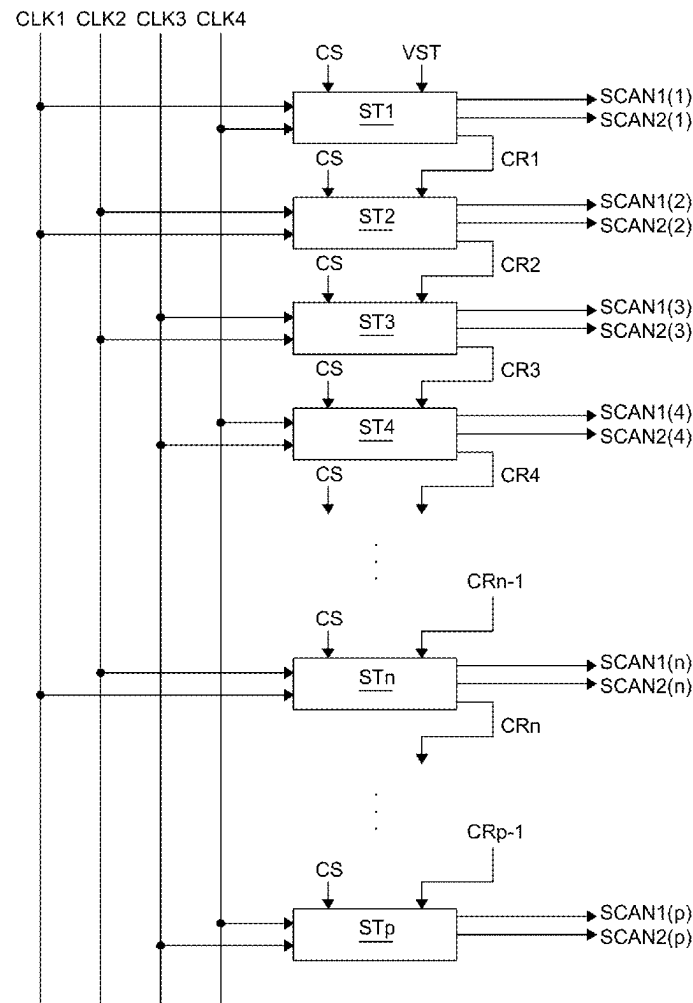 CLK1 CLK2 CLK3 CLK4
CS VST
ST1
SCAN1(1)
SCAN2(1)
CS
CR1
ST2
SCAN1(2)
SCAN2(2)
CS
CR2
ST3
SCAN1(3)
SCAN2(3)
CS
CR3
ST4
SCAN1(4)
SCAN2(4)
CS
CR4
CRn-1
CS
STn
SCAN1(n)
SCAN2(n)
CRn
CRp-1
CS
STp
SCAN1(p)
SCAN2(p)